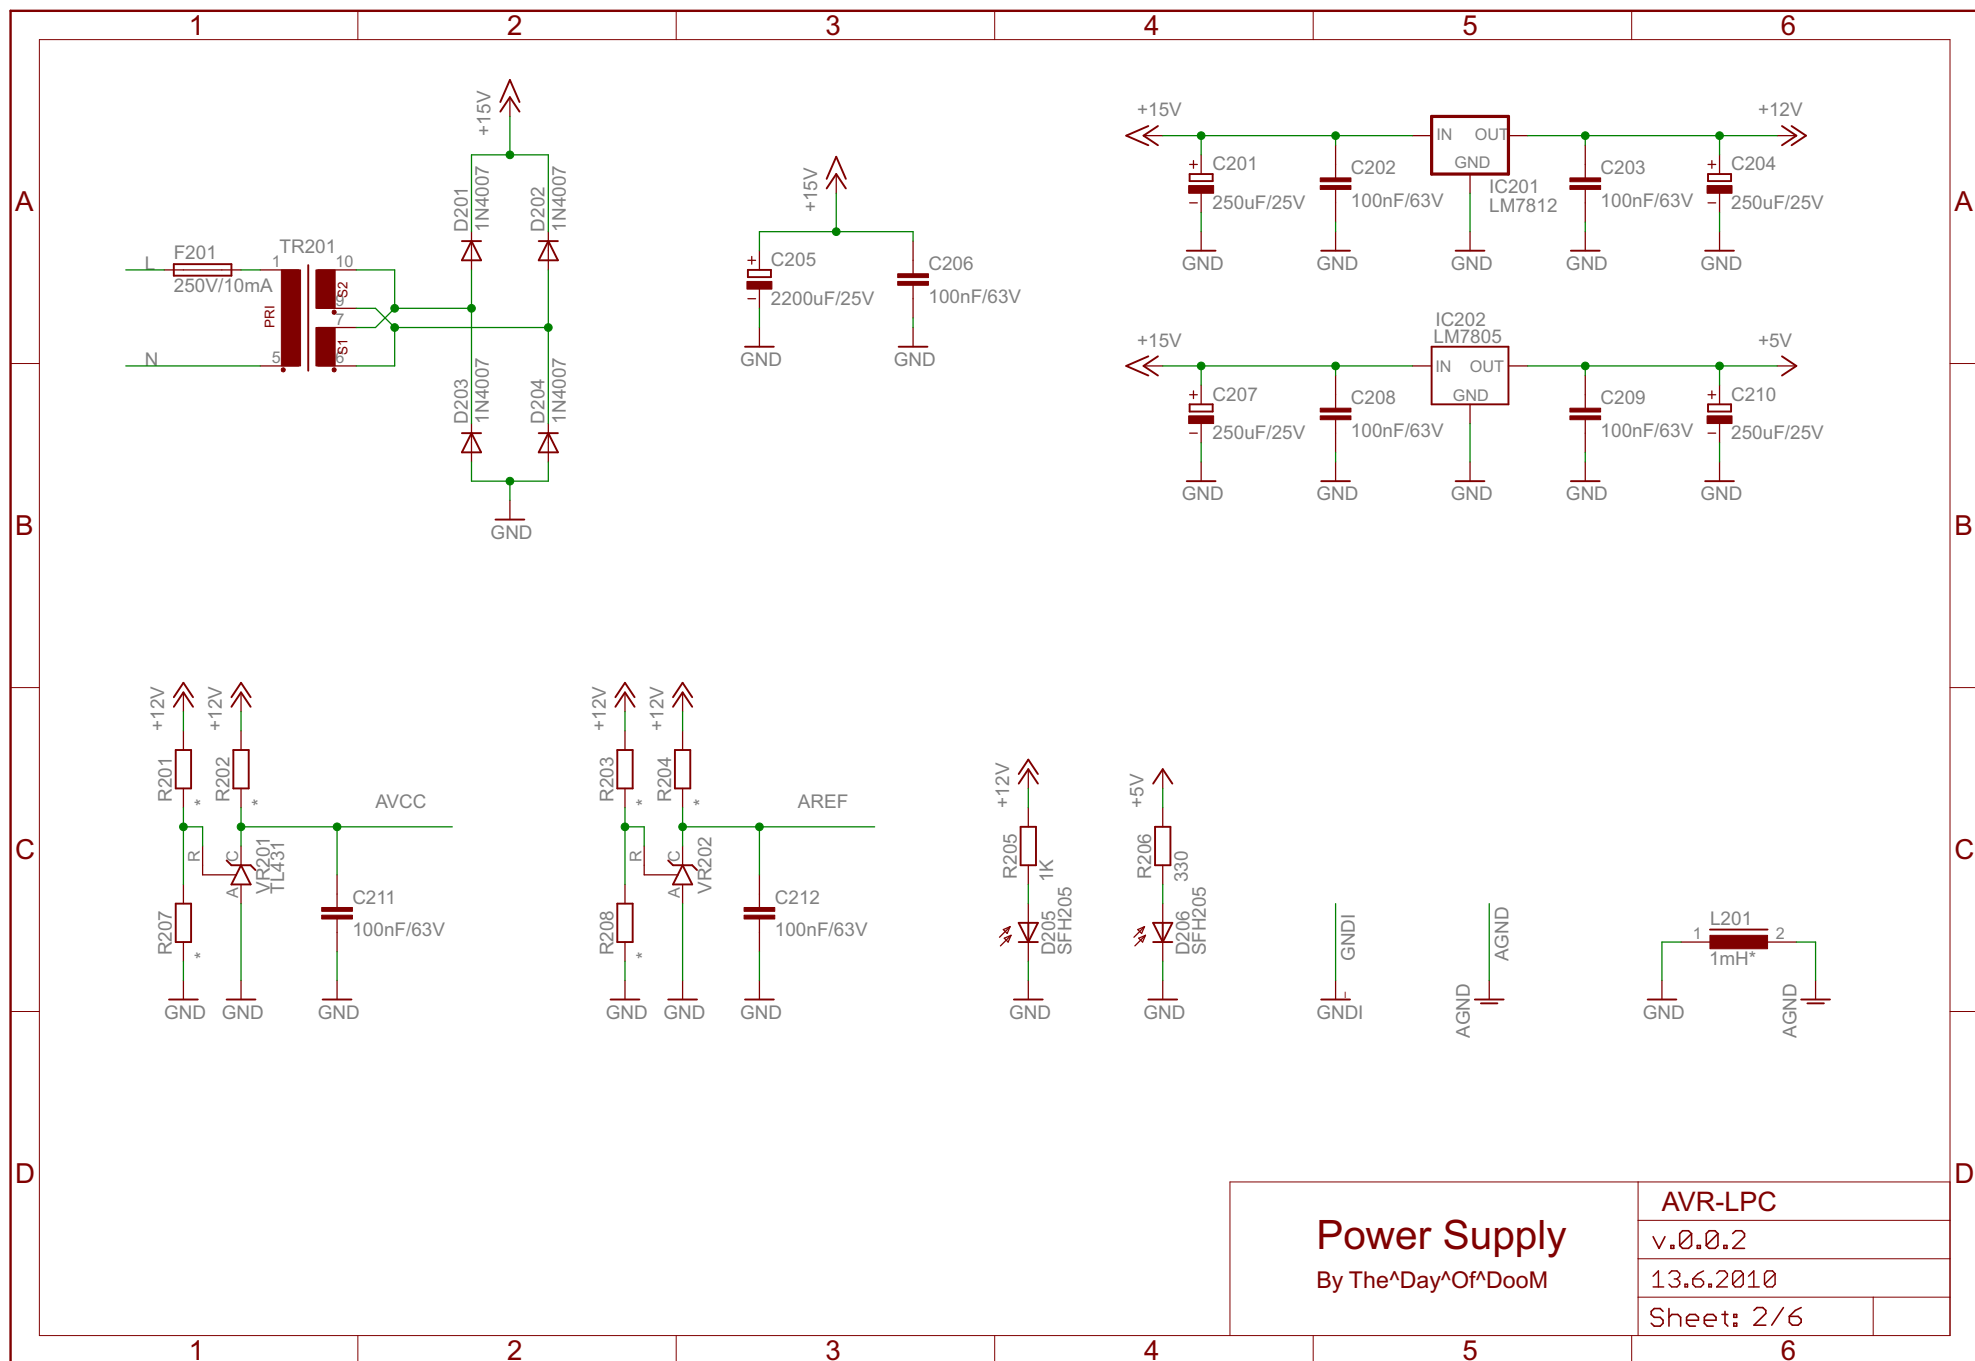 1 2 3 4 5 6
A A
B B
C C
D D
1 2 3 4 5 6
+15V
D201
1N4007
D202
1N4007
L
F201
250V/10mA
TR201
1
5
PRI
10
S2
9
7
S1
6
N
D203
1N4007
D204
1N4007
GND
+15V
+
C205
-
2200uF/25V
GND
C206
100nF/63V
GND
+15V
+
C201
-
250uF/25V
GND
C202
100nF/63V
GND
IN OUT
GND
IC201
LM7812
GND
C203
100nF/63V
GND
+12V
+
C204
-
250uF/25V
GND
+15V
+
C207
-
250uF/25V
GND
C208
100nF/63V
GND
IC202
LM7805
IN OUT
GND
GND
C209
100nF/63V
GND
+5V
+
C210
-
250uF/25V
GND
+12V
R201
*
+12V
R202
*
AVCC
R
C
A
VR201
TL431
R207
*
GND
GND
C211
100nF/63V
GND
+12V
R203
*
+12V
R204
*
AREF
R
C
A
VR202
R208
*
GND
GND
C212
100nF/63V
GND
+12V
R205
1K
D205
SFH205
GND
+5V
R206
330
D206
SFH205
GND
GNDI
GNDI
AGND
AGND
L201
1 2
1mH*
GND
AGND
Power Supply
By The^Day^Of^DooM
AVR-LPC
v.0.0.2
13.6.2010
Sheet: 2/6